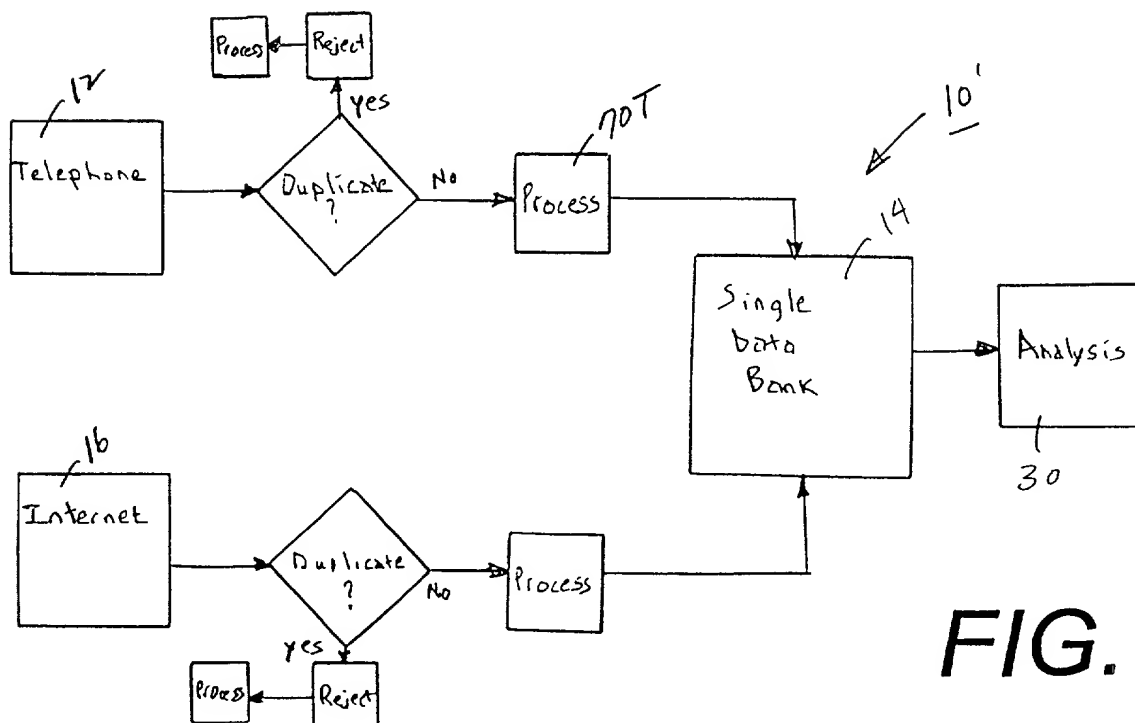 Process
Reject
yes
12
Telephone
Duplicate
?
No
70T
Process
10'
14
Single
Data
Bank
Analysis
30
16
Internet
Duplicate
?
No
Process
yes
Process
Reject
FIG.